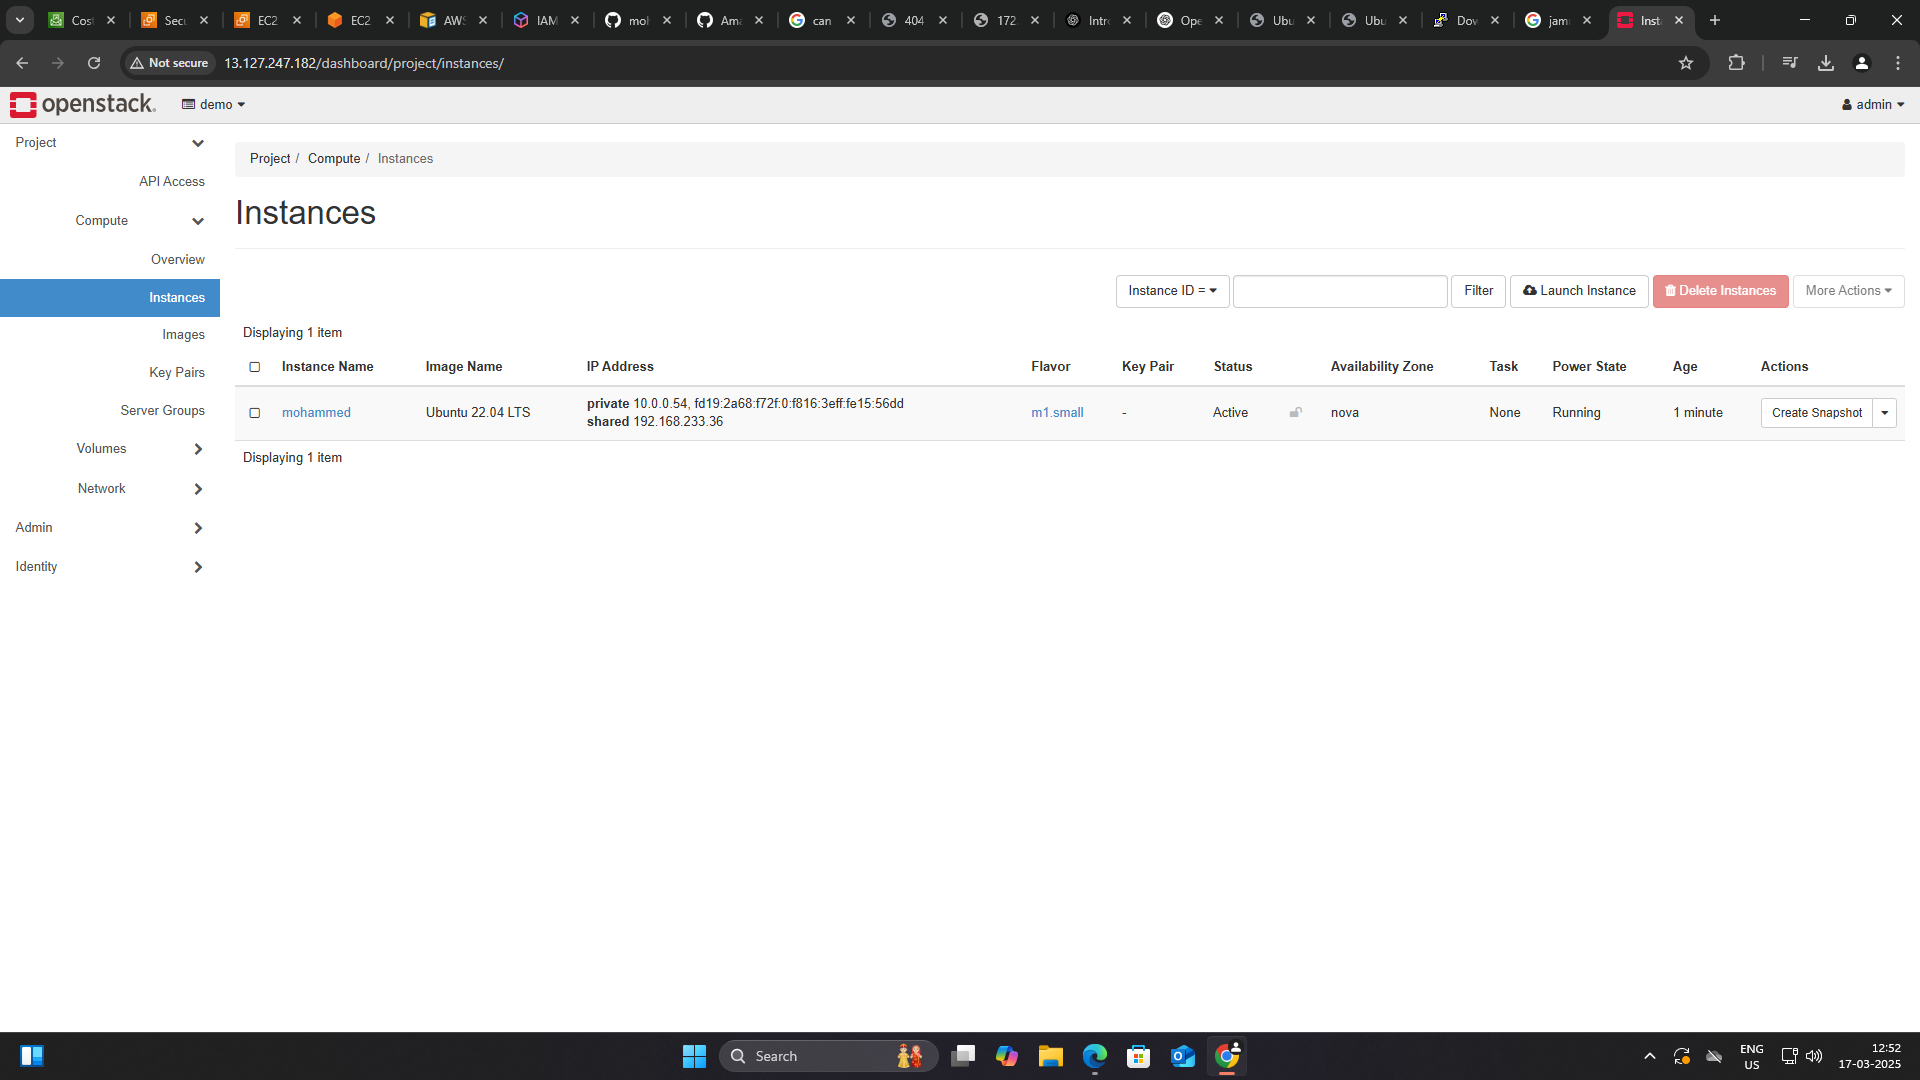 Cos
Secu
EC2
EC2
AWS
IAM
moh
Ama
can
404
172.
Intro
Ope
Ubu
Ubu
Dow
jam
Inst
Not secure
13.127.247.182/dashboard/project/instances/
openstack.
demo
admin
Project
API Access
Compute
Overview
Instances
Images
Key Pairs
Server Groups
Volumes
Network
Admin
Identity
Project / Compute / Instances
Instances
Instance ID =
Filter
Launch Instance
Delete Instances
More Actions
Displaying 1 item
Instance Name Image Name IP Address Flavor Key Pair Status Availability Zone Task Power State Age Actions
mohammed Ubuntu 22.04 LTS private 10.0.0.54, fd19:2a68:f72f:0:f816:3eff:fe15:56dd m1.small - Active nova None Running 1 minute Create Snapshot
shared 192.168.233.36
Displaying 1 item
Search
ENG
US
12:52
17-03-2025